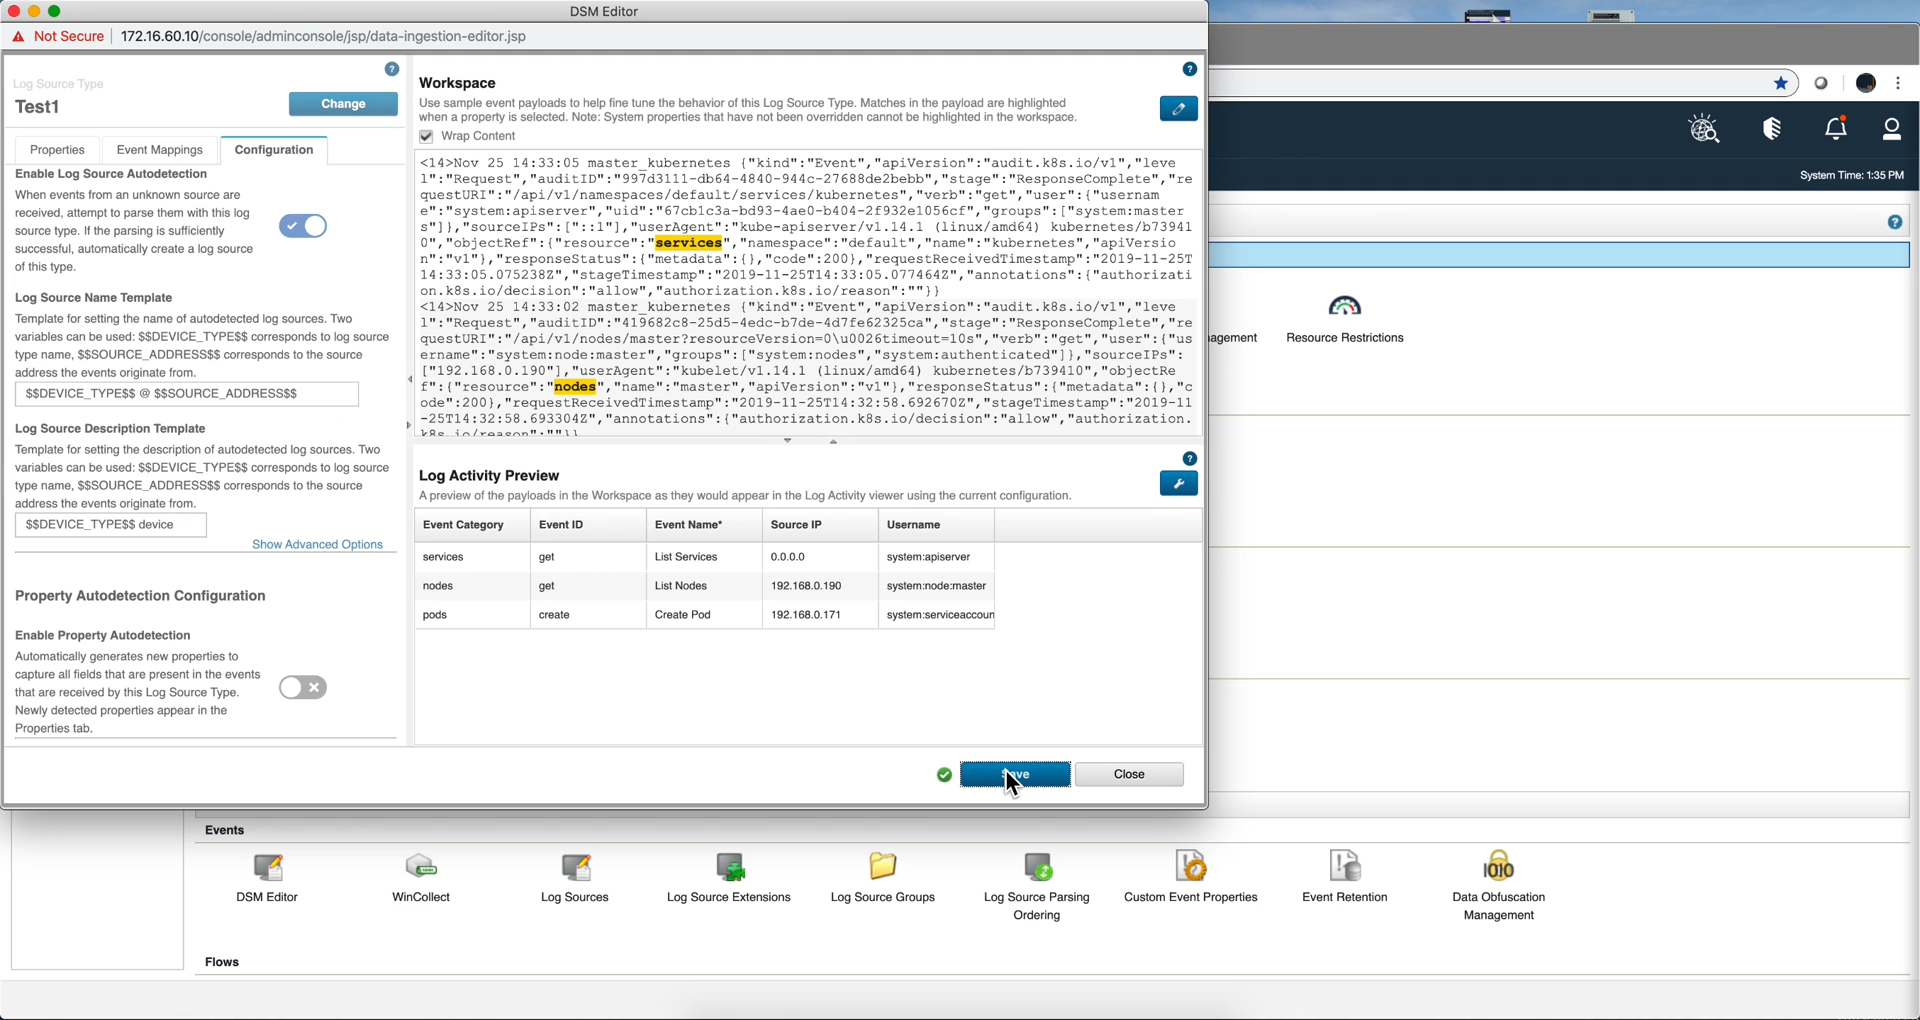 DSM Editor
Not Secure 172.16.60.10/console/adminconsole/jsp/data-ingestion-editor.jsp
Log Source Type
Test1
Change
Properties
Event Mappings
Configuration
Enable Log Source Autodetection
When events from an unknown source are
received, attempt to parse them with this log
source type. If the parsing is sufficiently
successful, automatically create a log source
of this type.
Log Source Name Template
Template for setting the name of autodetected log sources. Two
variables can be used: $$DEVICE_TYPE$$ corresponds to log source
type name, $$SOURCE_ADDRESS$$ corresponds to the source
address the events originate from.
$$DEVICE_TYPE$$ @ $$SOURCE_ADDRESS$$
Log Source Description Template
Template for setting the description of autodetected log sources. Two
variables can be used: $$DEVICE_TYPE$$ corresponds to log source
type name, $$SOURCE_ADDRESS$$ corresponds to the source
address the events originate from.
$$DEVICE_TYPE$$ device
Show Advanced Options
Property Autodetection Configuration
Enable Property Autodetection
Automatically generates new properties to
capture all fields that are present in the events
that are received by this Log Source Type.
Newly detected properties appear in the
Properties tab.
Workspace
Use sample event payloads to help fine tune the behavior of this Log Source Type. Matches in the payload are highlighted
when a property is selected. Note: System properties that have not been overridden cannot be highlighted in the workspace.
Wrap Content
<14>Nov 25 14:33:05 master_kubernetes {"kind":"Event","apiVersion":"audit.k8s.io/v1","leve
l":"Request","auditID":"997d3111-db64-4840-944c-27688de2bebb","stage":"ResponseComplete","re
questURI":"/api/v1/namespaces/default/services/kubernetes","verb":"get","user":{"usernam
e":"system:apiserver","uid":"67cb1c3a-bd93-4ae0-b404-2f932e1056cf","groups":["system:master
s"]},"sourceIPs":["::1"],"userAgent":"kube-apiserver/v1.14.1 (linux/amd64) kubernetes/b73941
0","objectRef":{"resource":"services","namespace":"default","name":"kubernetes","apiVersio
n":"v1"},"responseStatus":{"metadata":{},"code":200},"requestReceivedTimestamp":"2019-11-25T
14:33:05.075238Z","stageTimestamp":"2019-11-25T14:33:05.077464Z","annotations":{"authorizati
on.k8s.io/decision":"allow","authorization.k8s.io/reason":""}}
<14>Nov 25 14:33:02 master_kubernetes {"kind":"Event","apiVersion":"audit.k8s.io/v1","leve
l":"Request","auditID":"419682c8-25d5-4edc-b7de-4d7fe62325ca","stage":"ResponseComplete","re
questURI":"/api/v1/nodes/master?resourceVersion=0\u0026timeout=10s","verb":"get","user":{"us
ername":"system:node:master","groups":["system:nodes","system:authenticated"]},"sourceIPs":
["192.168.0.190"],"userAgent":"kubelet/v1.14.1 (linux/amd64) kubernetes/b739410","objectRe
f":{"resource":"nodes","name":"master","apiVersion":"v1"},"responseStatus":{"metadata":{},"c
ode":200},"requestReceivedTimestamp":"2019-11-25T14:32:58.692670Z","stageTimestamp":"2019-11
-25T14:32:58.693304Z","annotations":{"authorization.k8s.io/decision":"allow","authorization.
k8s.io/reason":""}}
Log Activity Preview
A preview of the payloads in the Workspace as they would appear in the Log Activity viewer using the current configuration.
Event Category Event ID Event Name* Source IP Username
services get List Services 0.0.0.0 system:apiserver
nodes get List Nodes 192.168.0.190 system:node:master
pods create Create Pod 192.168.0.171 system:serviceaccoun
Close
System Time: 1:35 PM
agement
Resource Restrictions
Events
DSM Editor
WinCollect
Log Sources
Log Source Extensions
Log Source Groups
Log Source Parsing
Ordering
Custom Event Properties
Event Retention
Data Obfuscation
Management
Flows